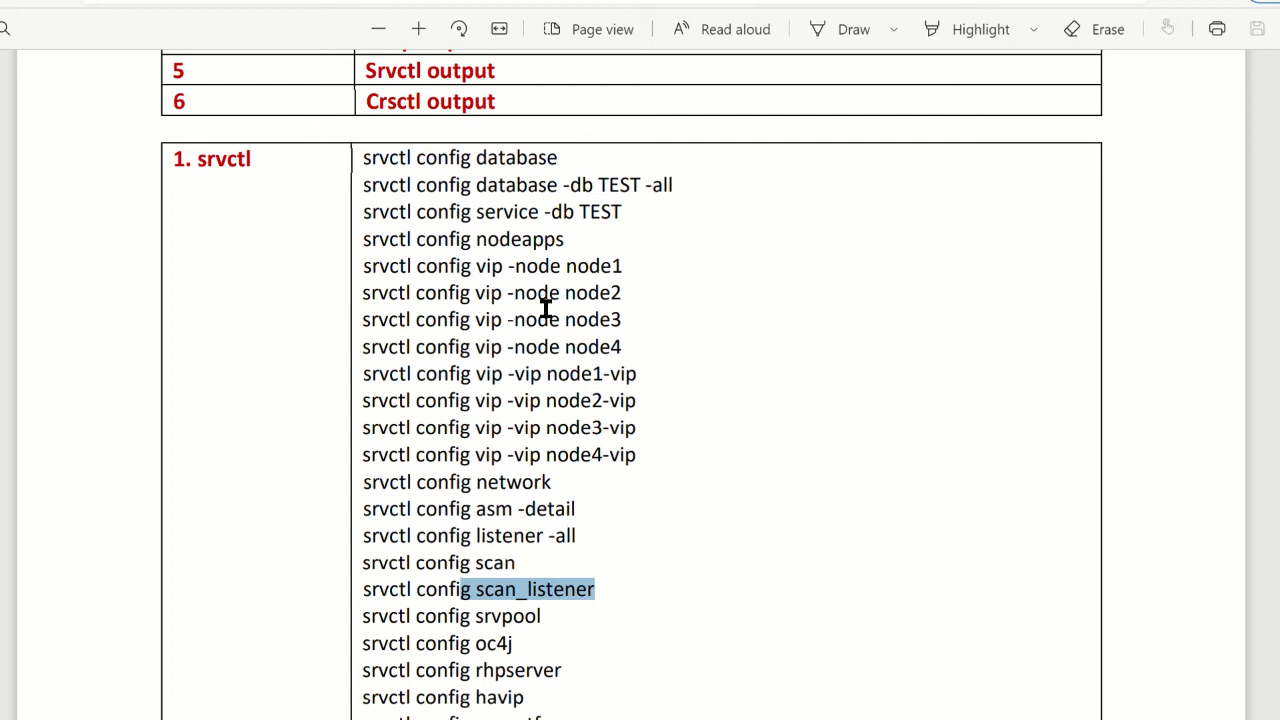 Page view
Read aloud
Draw
Highlight
Erase
5 Srvctl output
6 Crsctl output
1. srvctl
srvctl config database
srvctl config database -db TEST -all
srvctl config service -db TEST
srvctl config nodeapps
srvctl config vip -node node1
srvctl config vip -node node2
srvctl config vip -node node3
srvctl config vip -node node4
srvctl config vip -vip node1-vip
srvctl config vip -vip node2-vip
srvctl config vip -vip node3-vip
srvctl config vip -vip node4-vip
srvctl config network
srvctl config asm -detail
srvctl config listener -all
srvctl config scan
srvctl config scan_listener
srvctl config srvpool
srvctl config oc4j
srvctl config rhpserver
srvctl config havip